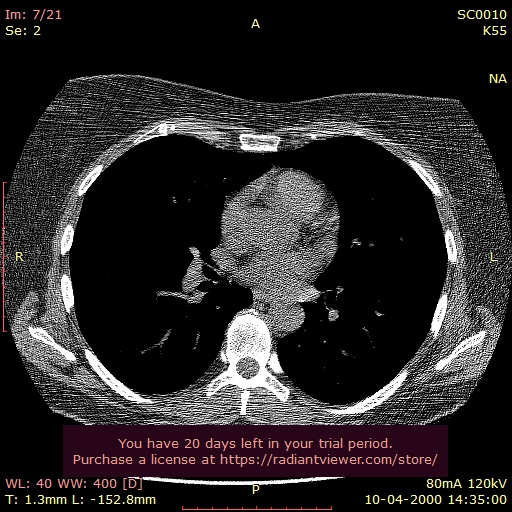 Im: 7/21
Se: 2
A
SC0010
K55
NA
R
L
You have 20 days left in your trial period.
Purchase a license at https://radiantviewer.com/store/
WL: 40 WW: 400 [D]
T: 1.3mm L: -152.8mm
P
80mA 120kV
10-04-2000 14:35:00